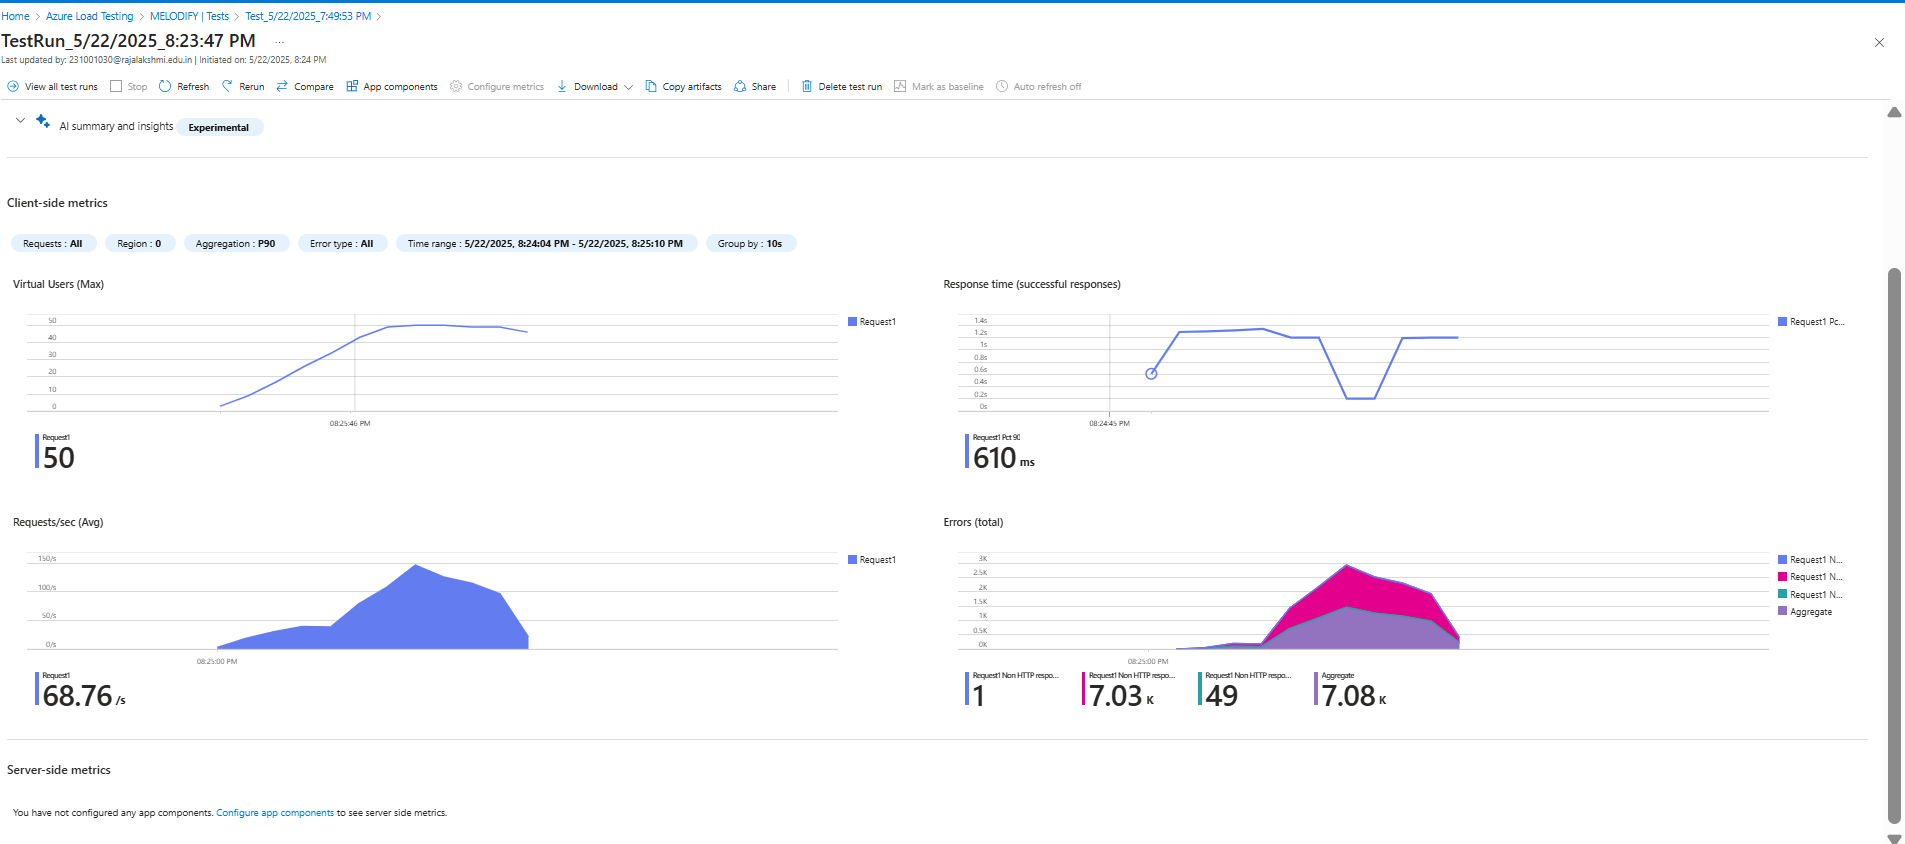 Home > Azure Load Testing > MELODIFY | Tests > Test_5/22/2025_7:49:53 PM >
TestRun_5/22/2025_8:23:47 PM ...
Last updated by: 231001030@rajalakshmi.edu.in | Initiated on: 5/22/2025, 8:24 PM
View all test runs Stop Refresh Rerun Compare App components Configure metrics Download Copy artifacts Share Delete test run Mark as baseline Auto refresh off
AI summary and insights Experimental
Client-side metrics
Requests : All Region : 0 Aggregation : P90 Error type : All Time range : 5/22/2025, 8:24:04 PM - 5/22/2025, 8:25:10 PM Group by : 10s
Virtual Users (Max)
50
40
30
20
10
0
08:25:46 PM
Request1
Request1
50
Response time (successful responses)
1.4s
1.2s
1s
0.8s
0.6s
0.4s
0.2s
0s
08:24:45 PM
Request1 Pc...
Request1 Pct 90
610 ms
Requests/sec (Avg)
150/s
100/s
50/s
0/s
08:25:00 PM
Request1
Request1
68.76 /s
Errors (total)
3K
2.5K
2K
1.5K
1K
0.5K
0K
08:25:00 PM
Request1 N...
Request1 N...
Request1 N...
Aggregate
Request1 Non HTTP respo...
1
Request1 Non HTTP respo...
7.03 K
Request1 Non HTTP respo...
49
Aggregate
7.08 K
Server-side metrics
You have not configured any app components. Configure app components to see server side metrics.